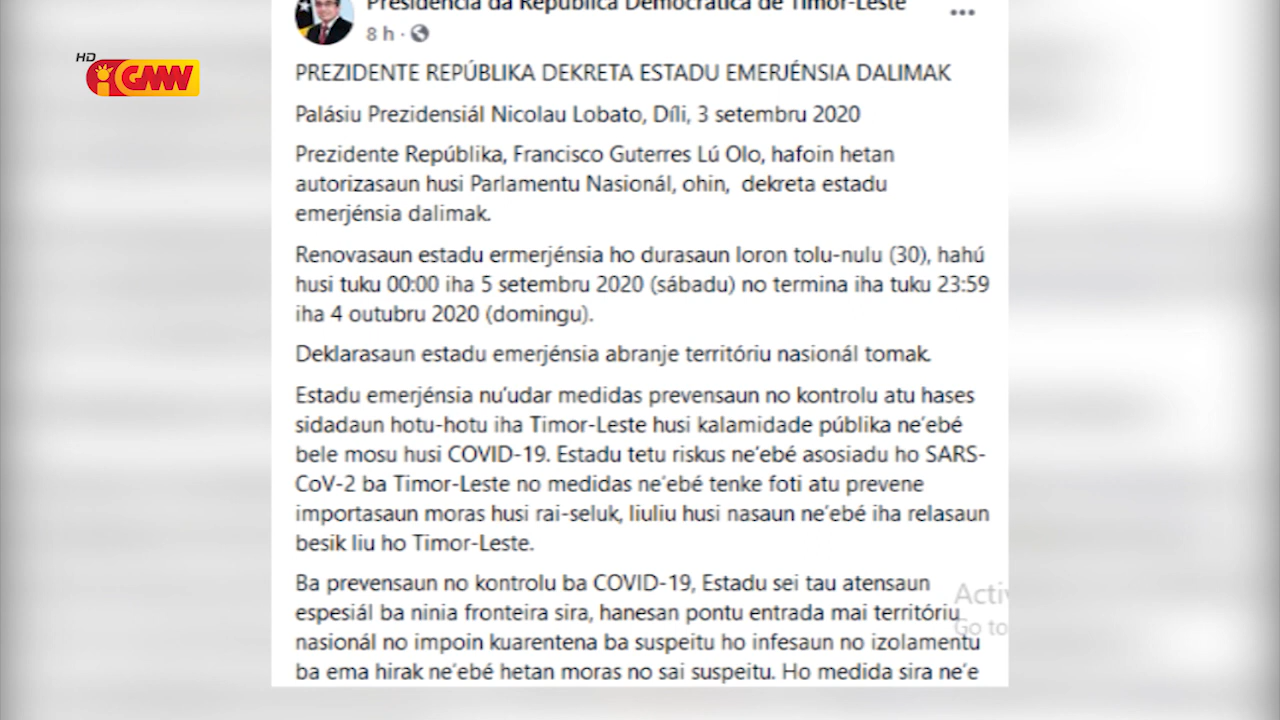 HD
GMN
Presidência da República Democrática de Timor-Leste
8 h ·
PREZIDENTE REPÚBLIKA DEKRETA ESTADU EMERJÉNSIA DALIMAK
Palásiu Prezidensiál Nicolau Lobato, Díli, 3 setembru 2020
Prezidente Repúblika, Francisco Guterres Lú Olo, hafoin hetan
autorizasaun husi Parlamentu Nasionál, ohin, dekreta estadu
emerjénsia dalimak.
Renovasaun estadu ermerjénsia ho durasaun loron tolu-nulu (30), hahú
husi tuku 00:00 iha 5 setembru 2020 (sábadu) no termina iha tuku 23:59
iha 4 outubru 2020 (domingu).
Deklarasaun estadu emerjénsia abranje territóriu nasionál tomak.
Estadu emerjénsia nu’udar medidas prevensaun no kontrolu atu hases
sidadaun hotu-hotu iha Timor-Leste husi kalamidade públika ne’ebé
bele mosu husi COVID-19. Estadu tetu riskus ne’ebé asosiadu ho SARS-
CoV-2 ba Timor-Leste no medidas ne’ebé tenke foti atu prevene
importasaun moras husi rai-seluk, liuliu husi nasaun ne’ebé iha relasaun
besik liu ho Timor-Leste.
Ba prevensaun no kontrolu ba COVID-19, Estadu sei tau atensaun
espesiál ba ninia fronteira sira, hanesan pontu entrada mai territóriu
nasionál no impoin kuarentena ba suspeitu ho infesaun no izolamentu
ba ema hirak ne’ebé hetan moras no sai suspeitu. Ho medida sira ne’e
Activ
Go to